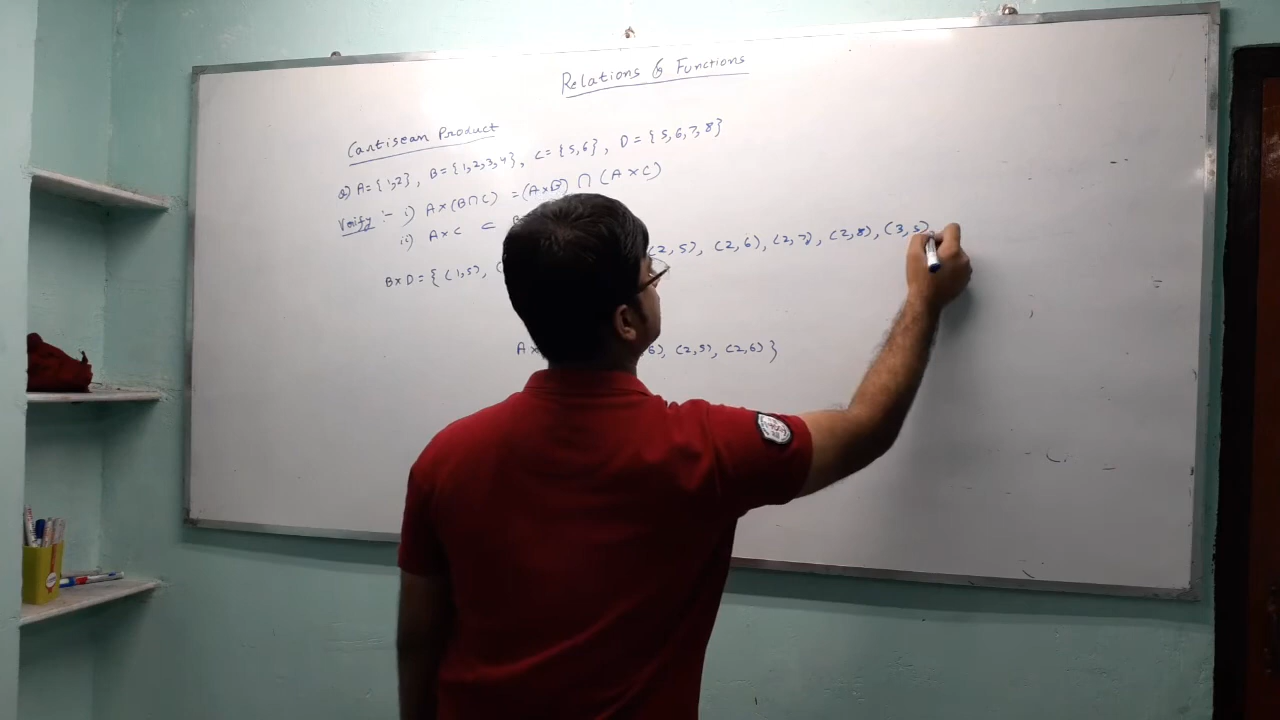 Relations & Functions
Cartisean Product
Q) A = {1,2}, B = {1,2,3,4}, C = {5,6}, D = {5,6,7,8}
Verify :- i) A×(B∩C) = (A×B) ∩ (A×C)
ii) A×C ⊂ B
B×D = { (1,5), (2,5), (2,6), (2,7), (2,8), (3,5),
A× 6), (2,5), (2,6) }